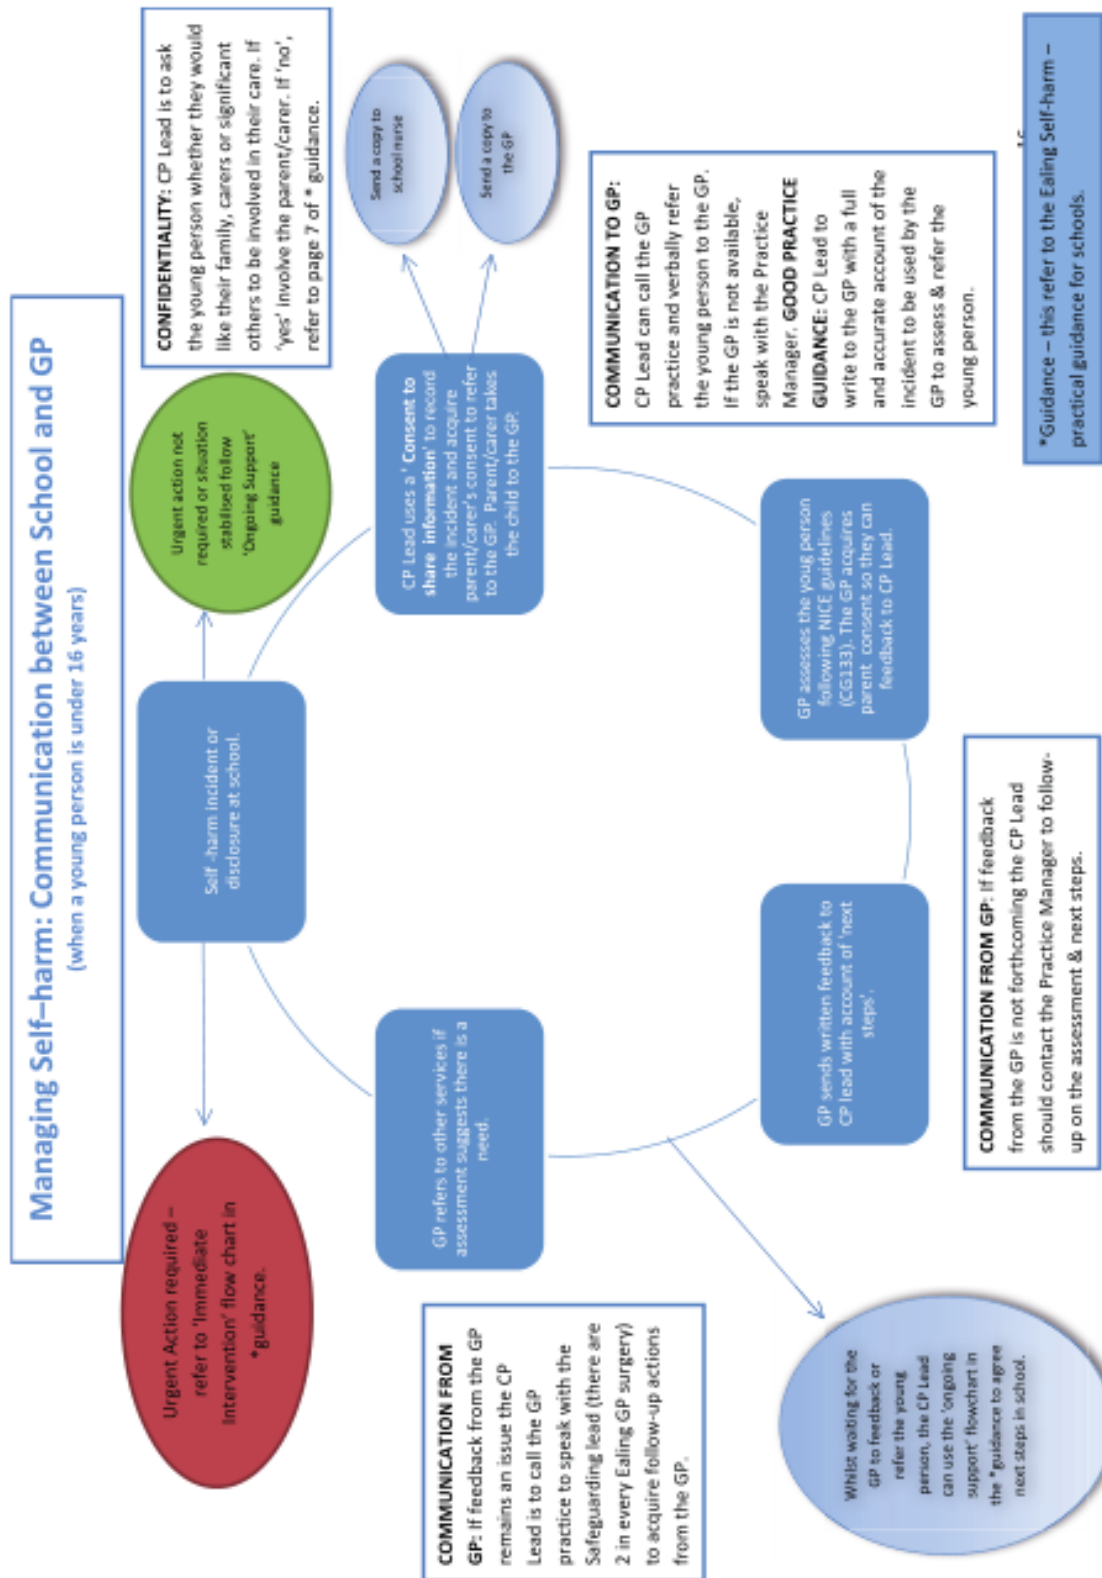 Managing Self–harm: Communication between School and GP
(when a young person is under 16 years)
Urgent Action required –
refer to 'Immediate
Intervention' flow chart in
*guidance.
Self -harm incident or
disclosure at school.
Urgent action not
required or situation
stabilised follow
'Ongoing Support'
guidance
CONFIDENTIALITY: CP Lead is to ask
the young person whether they would
like their family, carers or significant
others to be involved in their care. If
'yes' involve the parent/carer. If 'no',
refer to page 7 of * guidance.
CP Lead uses a ' Consent to
share information' to record
the incident and acquire
parent/carer's consent to refer
to the GP. Parent/carer takes
the child to the GP.
Send a copy to
school nurse
Send a copy to
the GP
COMMUNICATION TO GP:
CP Lead can call the GP
practice and verbally refer
the young person to the GP.
If the GP is not available,
speak with the Practice
Manager. GOOD PRACTICE
GUIDANCE: CP Lead to
write to the GP with a full
and accurate account of the
incident to be used by the
GP to assess & refer the
young person.
GP assesses the youg person
following NICE guidelines
(CG133). The GP acquires
parent consent so they can
feedback to CP Lead.
GP sends written feedback to
CP lead with account of 'next
steps'.
COMMUNICATION FROM GP: If feedback
from the GP is not forthcoming the CP Lead
should contact the Practice Manager to follow-
up on the assessment & next steps.
GP refers to other services if
assessment suggests there is a
need.
COMMUNICATION FROM
GP: If feedback from the GP
remains an issue the CP
Lead is to call the GP
practice to speak with the
Safeguarding lead (there are
2 in every Ealing GP surgery)
to acquire follow-up actions
from the GP.
Whilst waiting for the
GP to feedback or
refer the young
person, the CP Lead
can use the 'ongoing
support' flowchart in
the *guidance to agree
next steps in school.
*Guidance – this refer to the Ealing Self-harm –
practical guidance for schools.